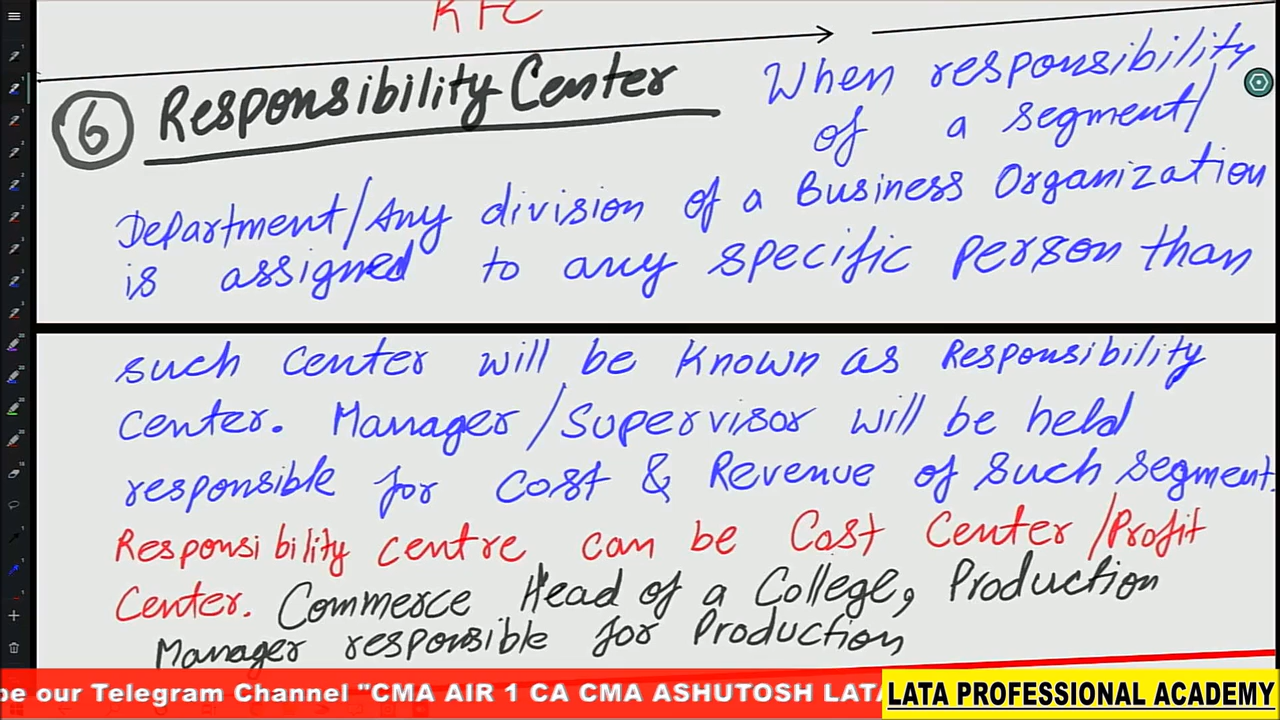 KFC
6 Responsibility Center
When responsibility
of a segment/
Department/Any division of a Business Organization
is assigned to any specific person than
such center will be known as Responsibility
center. Manager/Supervisor will be held
responsible for cost & Revenue of such segment.
Responsibility centre can be Cost Center/Profit
Center. Commerce Head of a College, Production
Manager responsible for Production
be our Telegram Channel "CMA AIR 1 CA CMA ASHUTOSH LATA
LATA PROFESSIONAL ACADEMY